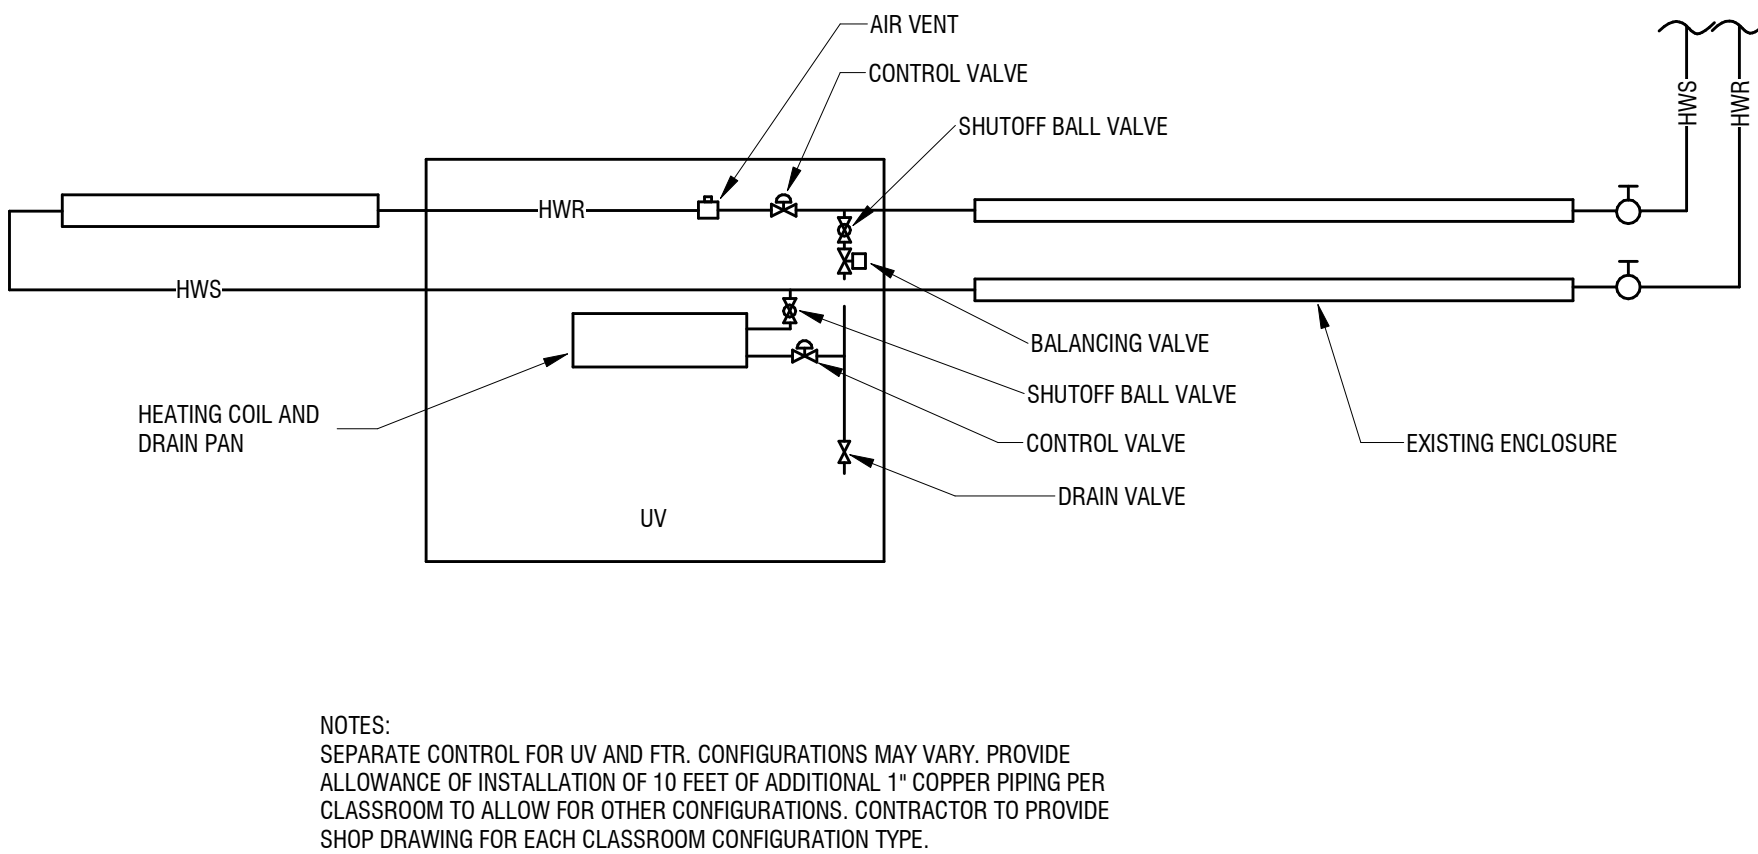 AIR VENT
CONTROL VALVE
SHUTOFF BALL VALVE
HWS
HWR
HWR
HWS
BALANCING VALVE
SHUTOFF BALL VALVE
HEATING COIL AND
DRAIN PAN
CONTROL VALVE
EXISTING ENCLOSURE
DRAIN VALVE
UV
NOTES:
SEPARATE CONTROL FOR UV AND FTR. CONFIGURATIONS MAY VARY. PROVIDE
ALLOWANCE OF INSTALLATION OF 10 FEET OF ADDITIONAL 1" COPPER PIPING PER
CLASSROOM TO ALLOW FOR OTHER CONFIGURATIONS. CONTRACTOR TO PROVIDE
SHOP DRAWING FOR EACH CLASSROOM CONFIGURATION TYPE.